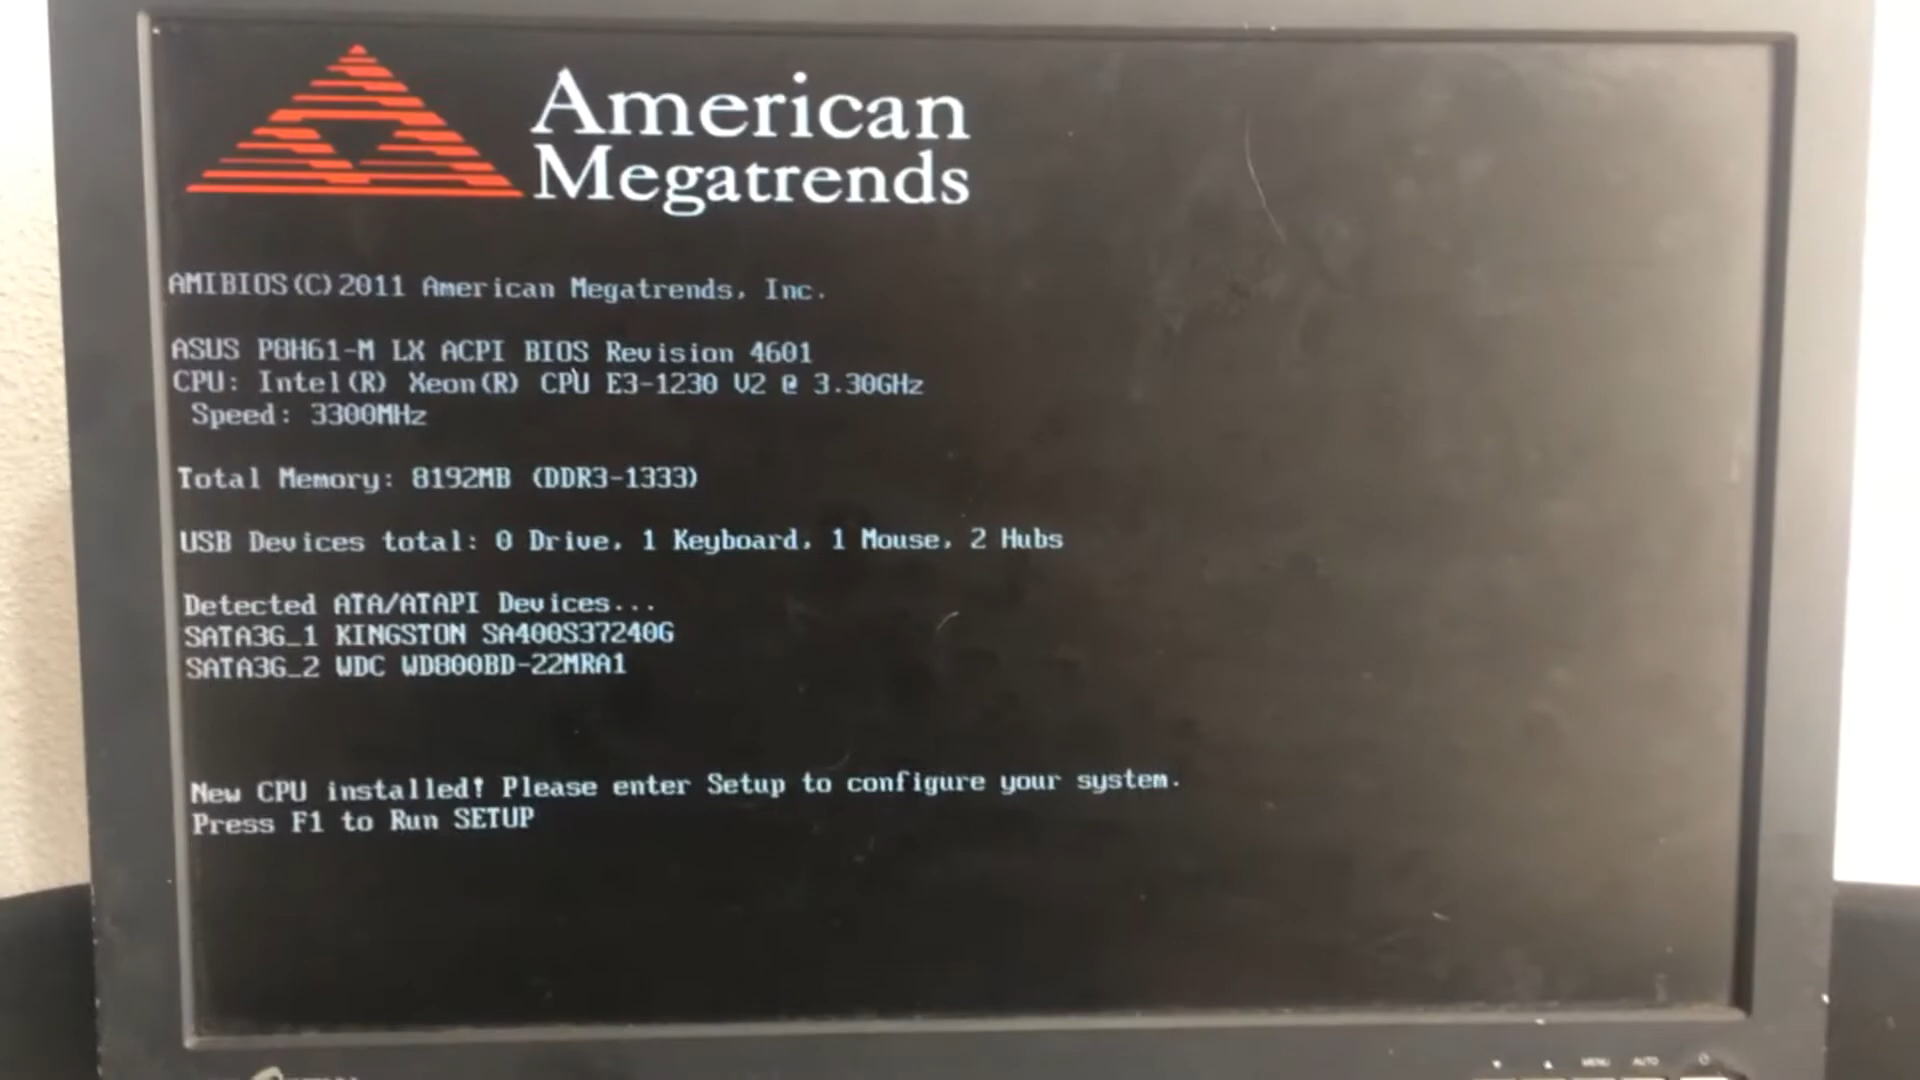 American
Megatrends
AMIBIOS(C)2011 American Megatrends, Inc.
ASUS P8H61-M LX ACPI BIOS Revision 4601
CPU: Intel(R) Xeon(R) CPU E3-1230 V2 @ 3.30GHz
Speed: 3300MHz
Total Memory: 8192MB (DDR3-1333)
USB Devices total: 0 Drive, 1 Keyboard, 1 Mouse, 2 Hubs
Detected ATA/ATAPI Devices...
SATA3G_1 KINGSTON SA400S37240G
SATA3G_2 WDC WD800BD-22MRA1
New CPU installed! Please enter Setup to configure your system.
Press F1 to Run SETUP
MENU AUTO